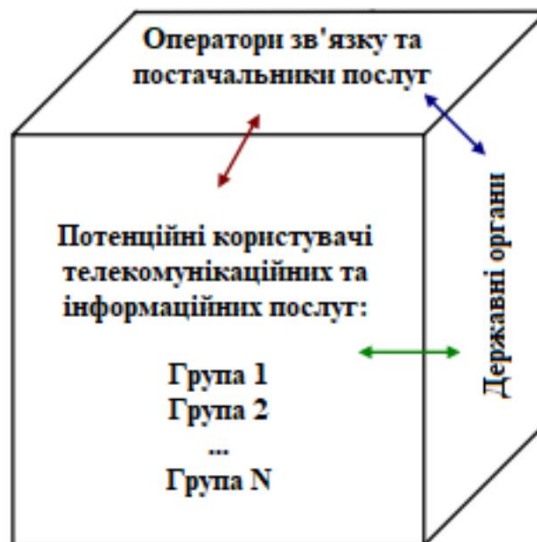 Оператори зв'язку та
постачальники послуг
Потенційні користувачі
телекомунікаційних та
інформаційних послуг:
Група 1
Група 2
...
Група N
Державні органи